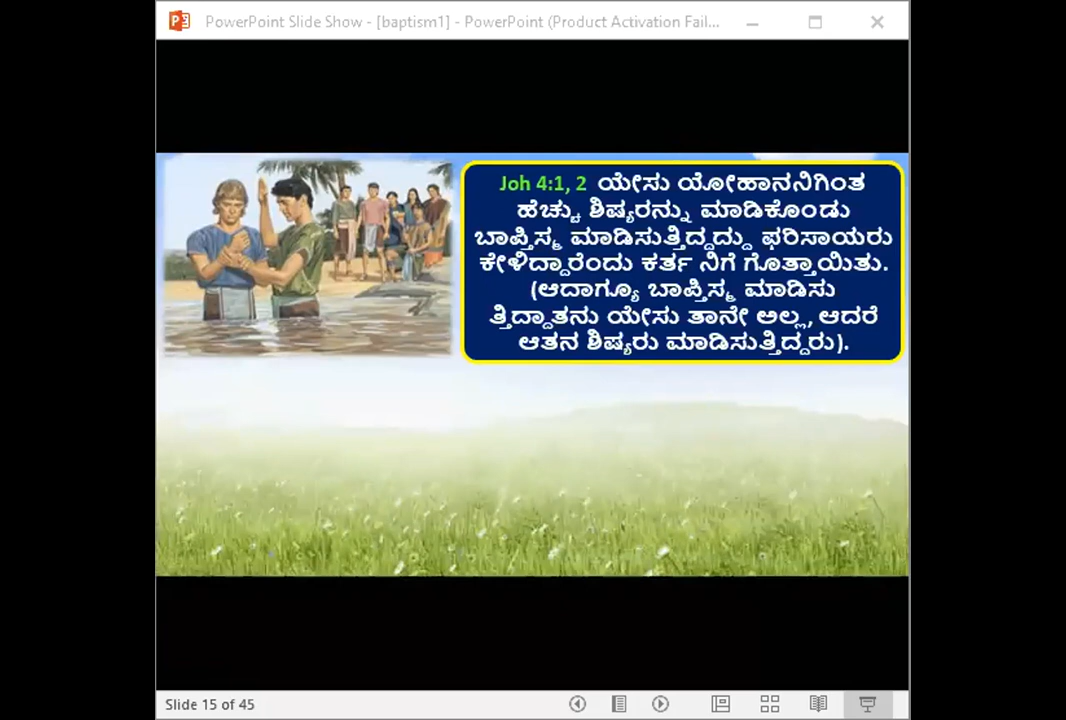 PowerPoint Slide Show - [baptism1] - PowerPoint (Product Activation Fail...
Joh 4:1, 2 ಯೇಸು ಯೋಹಾನನಿಗಿಂತ
ಹೆಚ್ಚು ಶಿಷ್ಯರನ್ನು ಮಾಡಿಕೊಂಡು
ಬಾಪ್ತಿಸ್ಮ ಮಾಡಿಸುತ್ತಿದ್ದದ್ದು ಫರಿಸಾಯರು
ಕೇಳಿದ್ದಾರೆಂದು ಕರ್ತ ನಿಗೆ ಗೊತ್ತಾಯಿತು.
(ಆದಾಗ್ಯೂ ಬಾಪ್ತಿಸ್ಮ ಮಾಡಿಸು
ತ್ತಿದ್ದಾತನು ಯೇಸು ತಾನೇ ಅಲ್ಲ, ಆದರೆ
ಆತನ ಶಿಷ್ಯರು ಮಾಡಿಸುತ್ತಿದ್ದರು).
Slide 15 of 45